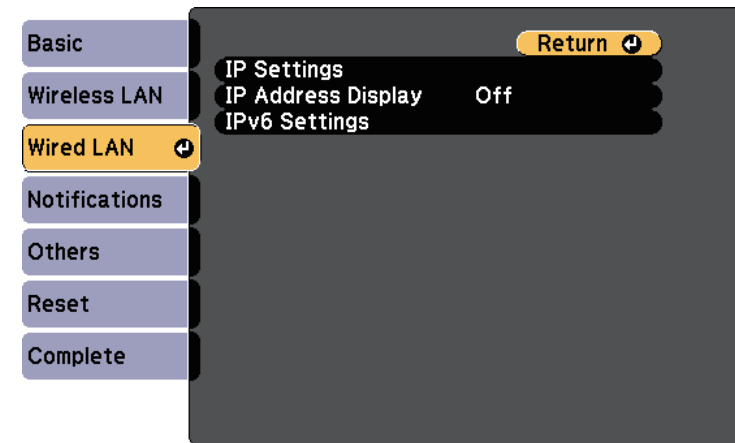 Basic
Wireless LAN
Wired LAN
Notifications
Others
Reset
Complete
Return
IP Settings
IP Address Display Off
IPv6 Settings